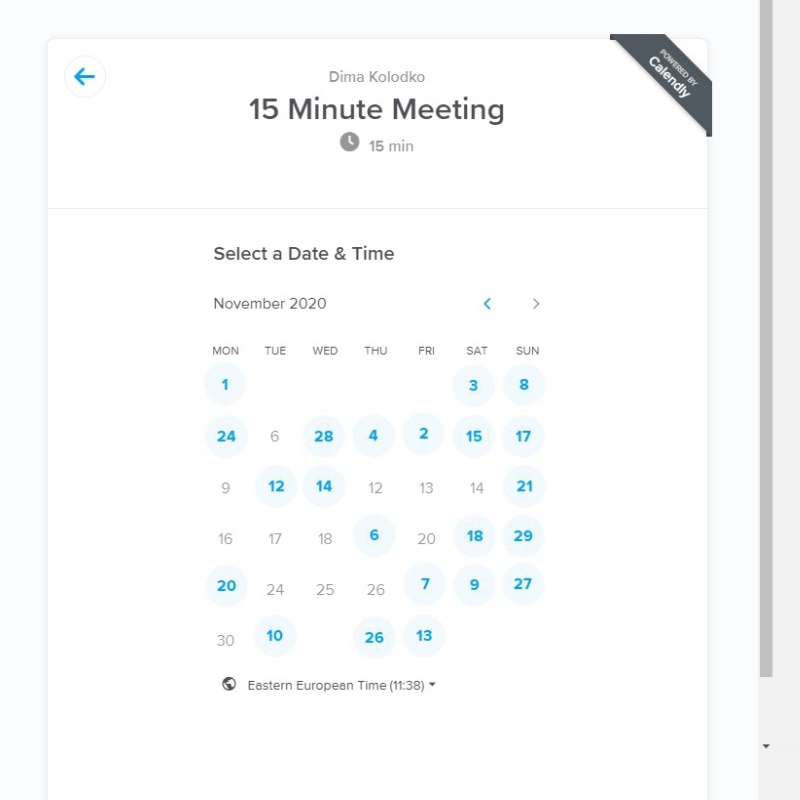 POWERED BY
Calendly
Dima Kolodko
15 Minute Meeting
15 min
Select a Date & Time
November 2020
MON TUE WED THU FRI SAT SUN
1 3 8
24 6 28 4 2 15 17
9 12 14 12 13 14 21
16 17 18 6 20 18 29
20 24 25 26 7 9 27
30 10 26 13
Eastern European Time (11:38)